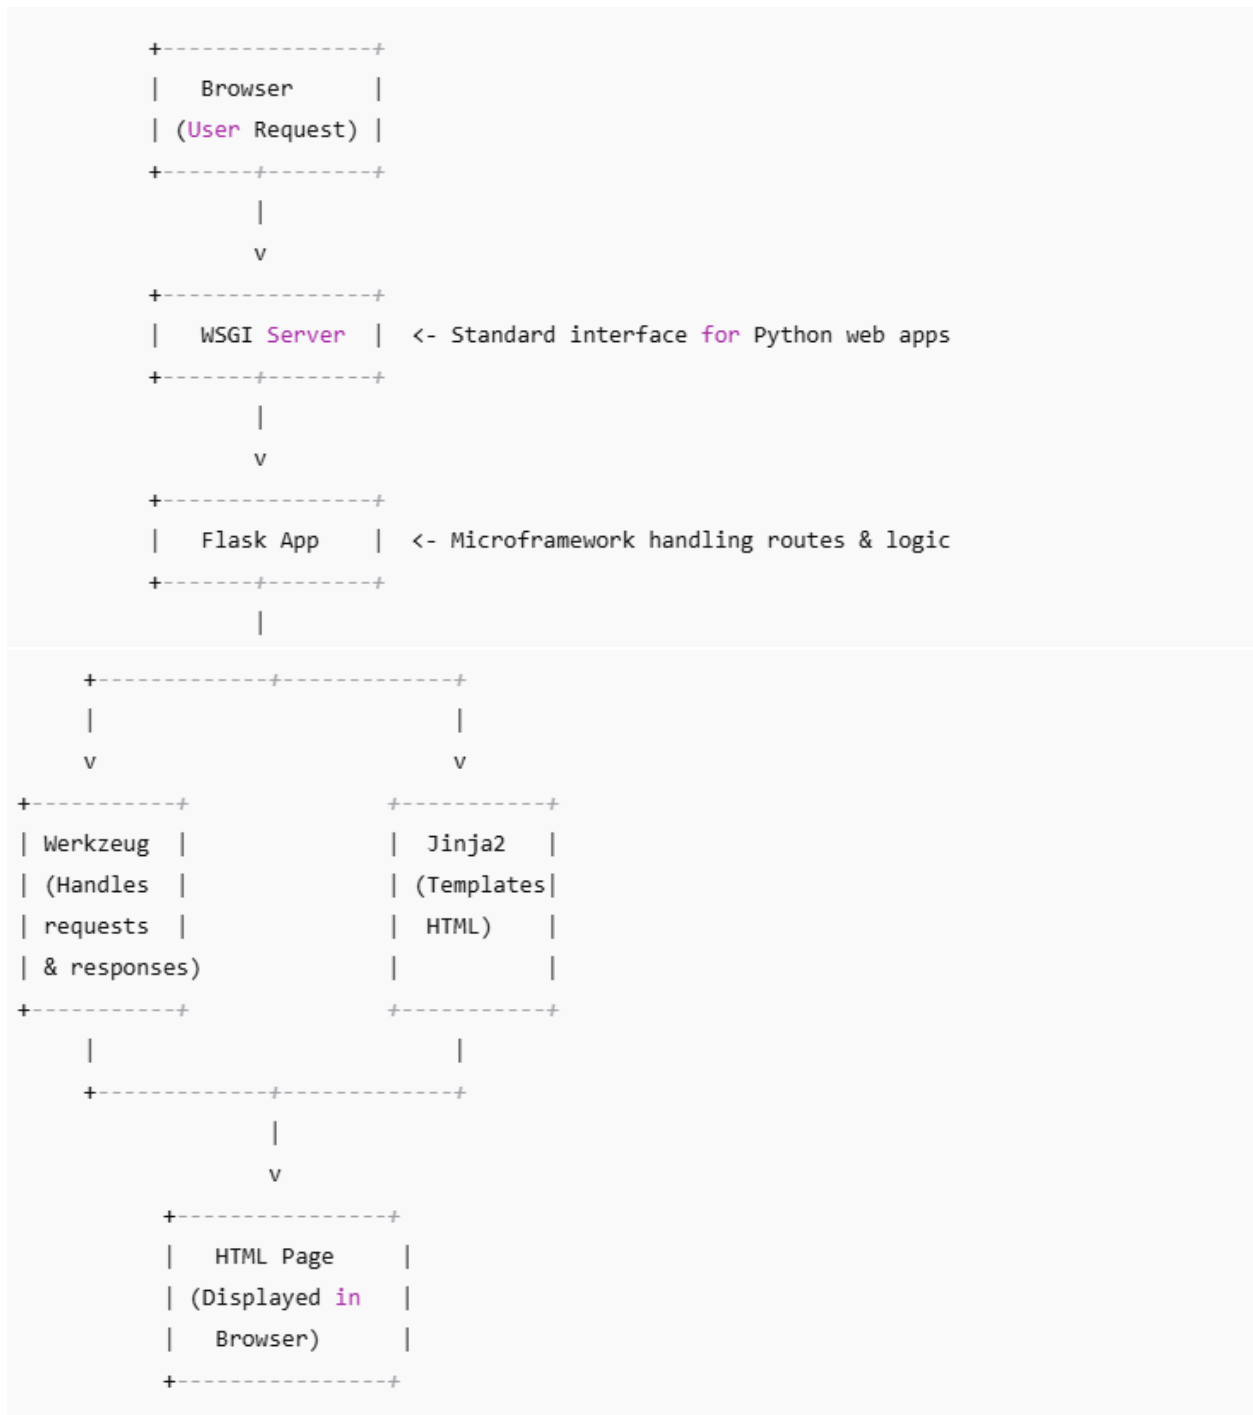 +----------------+
|   Browser      |
| (User Request) |
+-------+--------+
|
v
+----------------+
|   WSGI Server  |  <- Standard interface for Python web apps
+-------+--------+
|
v
+----------------+
|   Flask App    |  <- Microframework handling routes & logic
+-------+--------+
|
+-------------+-------------+
|                           |
v                           v
+-----------+               +-----------+
| Werkzeug  |               |  Jinja2   |
| (Handles  |               | (Templates|
| requests  |               |  HTML)    |
| & responses)              |           |
+-----------+               +-----------+
|                           |
+-------------+-------------+
|
v
+----------------+
|   HTML Page     |
| (Displayed in   |
|   Browser)      |
+----------------+